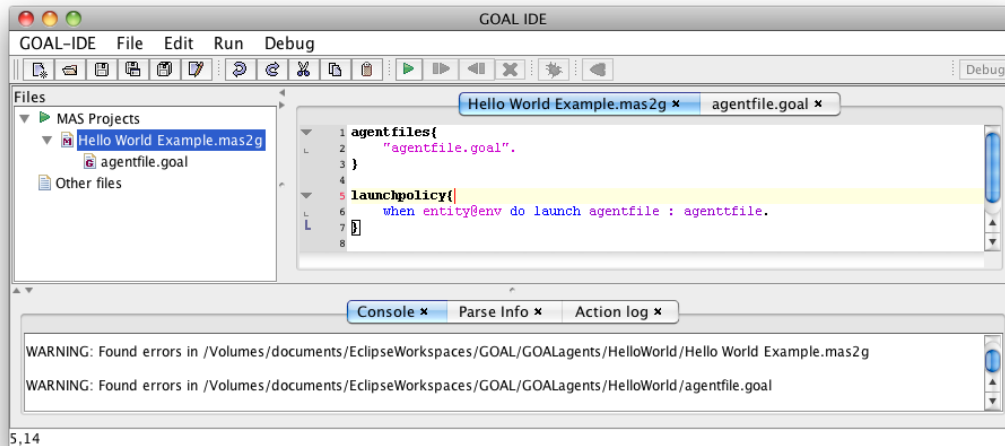 GOAL IDE
GOAL-IDE File Edit Run Debug
Debug
Files
MAS Projects
Hello World Example.mas2g
agentfile.goal
Other files
Hello World Example.mas2g × agentfile.goal ×
1 agentfiles{
2 "agentfile.goal".
3 }
4
5 launchpolicy{
6 when entity@env do launch agentfile : agenttfile.
7 }
8
Console × Parse Info × Action log ×
WARNING: Found errors in /Volumes/documents/EclipseWorkspaces/GOAL/GOALagents/HelloWorld/Hello World Example.mas2g
WARNING: Found errors in /Volumes/documents/EclipseWorkspaces/GOAL/GOALagents/HelloWorld/agentfile.goal
5,14